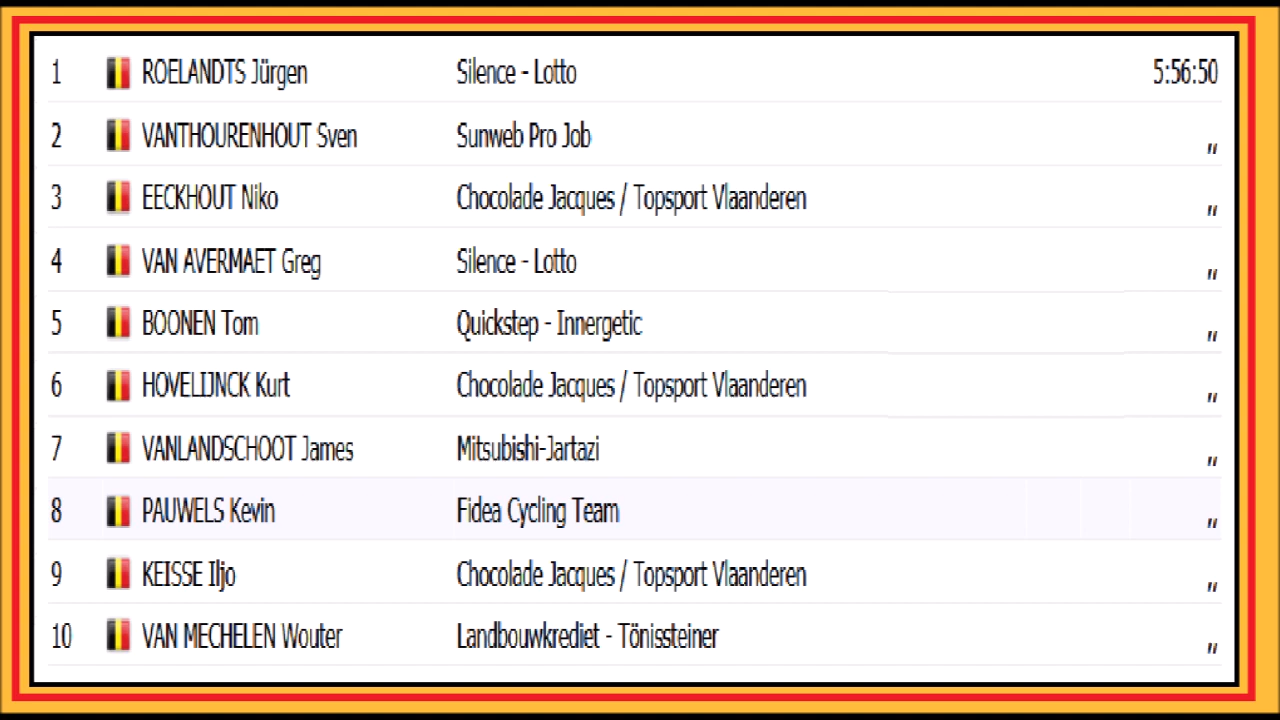 1 ROELANDTS Jürgen Silence - Lotto 5:56:50
2 VANTHOURENHOUT Sven Sunweb Pro Job ,,
3 EECKHOUT Niko Chocolade Jacques / Topsport Vlaanderen ,,
4 VAN AVERMAET Greg Silence - Lotto ,,
5 BOONEN Tom Quickstep - Innergetic ,,
6 HOVELIJNCK Kurt Chocolade Jacques / Topsport Vlaanderen ,,
7 VANLANDSCHOOT James Mitsubishi-Jartazi ,,
8 PAUWELS Kevin Fidea Cycling Team ,,
9 KEISSE Iljo Chocolade Jacques / Topsport Vlaanderen ,,
10 VAN MECHELEN Wouter Landbouwkrediet - Tönissteiner ,,